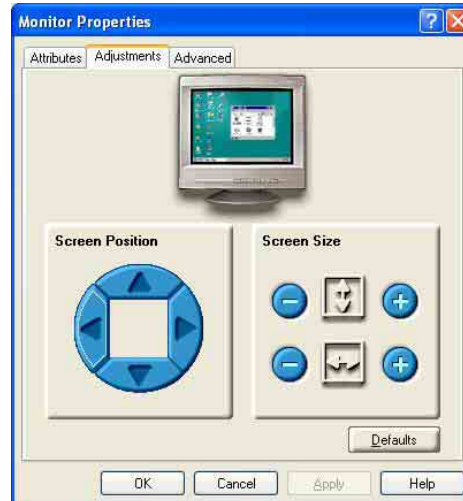 Monitor Properties
Attributes Adjustments Advanced
Screen Position
Screen Size
Defaults
OK Cancel Apply Help